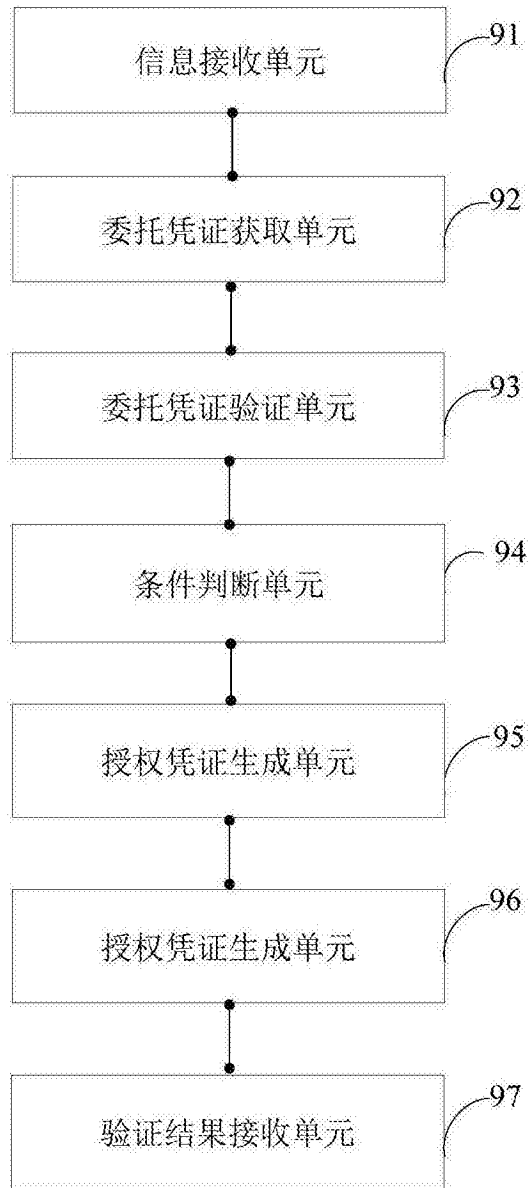 信息接收单元
91
委托凭证获取单元
92
委托凭证验证单元
93
条件判断单元
94
授权凭证生成单元
95
授权凭证生成单元
96
验证结果接收单元
97